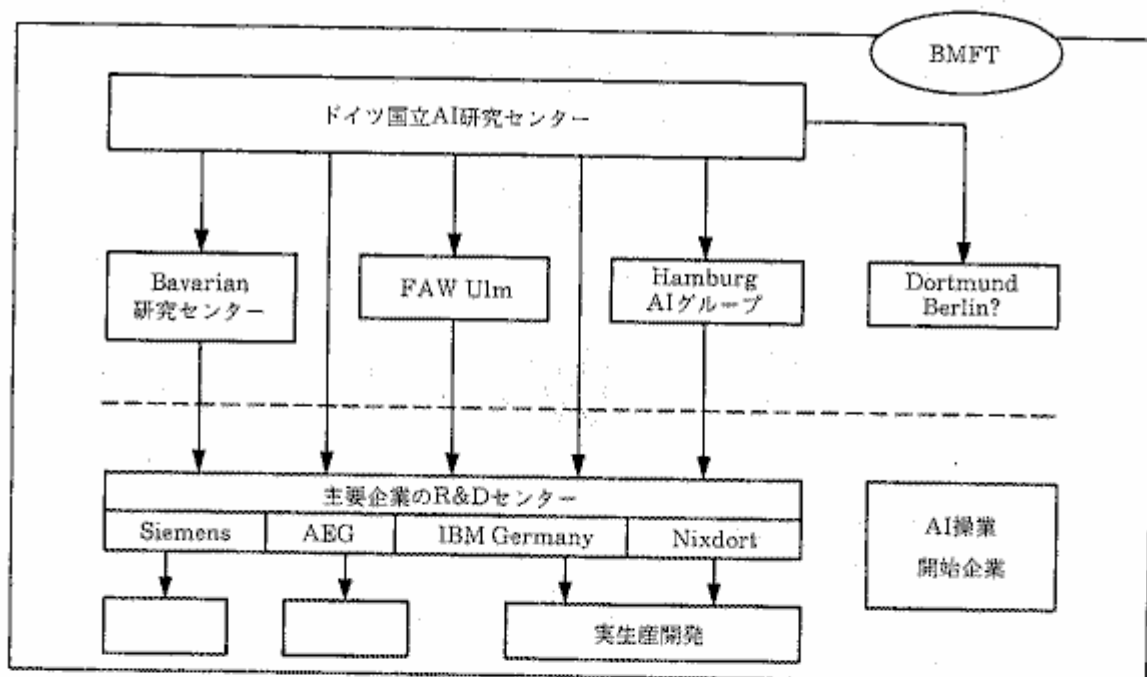 BMFT
ドイツ国立AI研究センター
Bavarian
研究センター
FAW Ulm
Hamburg
AIグループ
Dortmund
Berlin?
主要企業のR&Dセンター
Siemens
AEG
IBM Germany
Nixdort
AI操業
開始企業
実生産開発